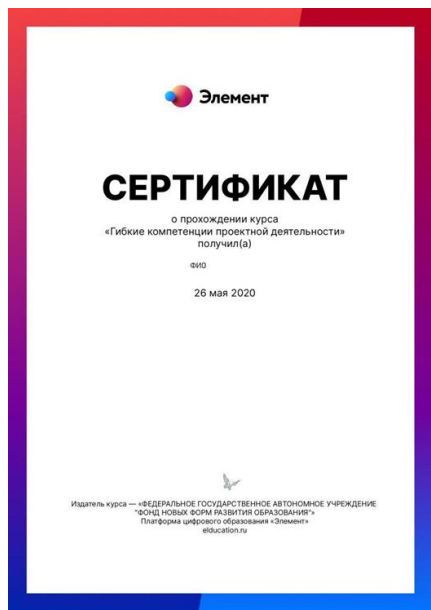 Элемент
СЕРТИФИКАТ
о прохождении курса
«Гибкие компетенции проектной деятельности»
получил(а)
ФИО
26 мая 2020
Издатель курса — «ФЕДЕРАЛЬНОЕ ГОСУДАРСТВЕННОЕ АВТОНОМНОЕ УЧРЕЖДЕНИЕ
"ФОНД НОВЫХ ФОРМ РАЗВИТИЯ ОБРАЗОВАНИЯ"»
Платформа цифрового образования «Элемент»
elducation.ru